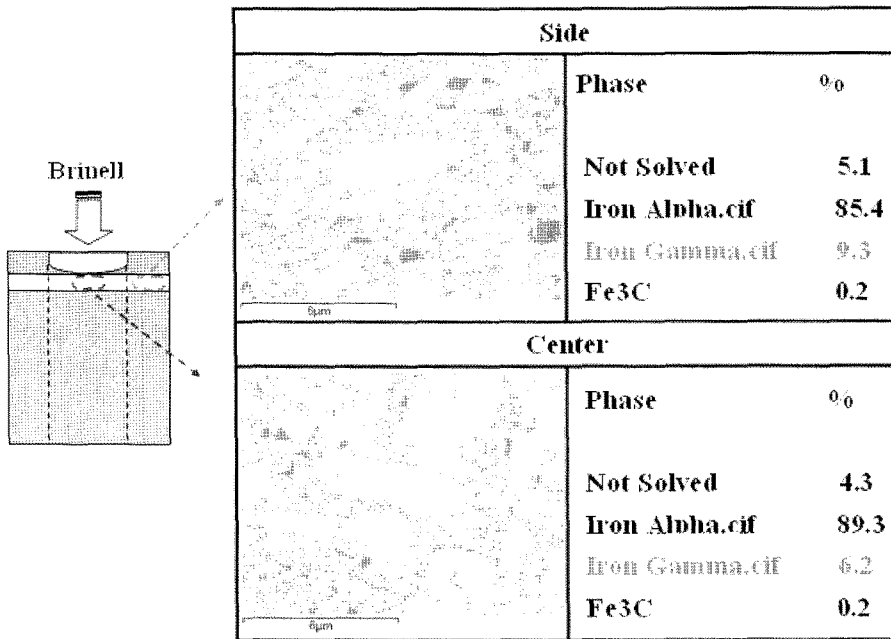 Brinell
Side
Phase %
Not Solved 5.1
Iron Alpha.cif 85.4
Iron Gamma.cif 9.3
Fe3C 0.2
6µm
Center
Phase %
Not Solved 4.3
Iron Alpha.cif 89.3
Iron Gamma.cif 6.2
Fe3C 0.2
6µm